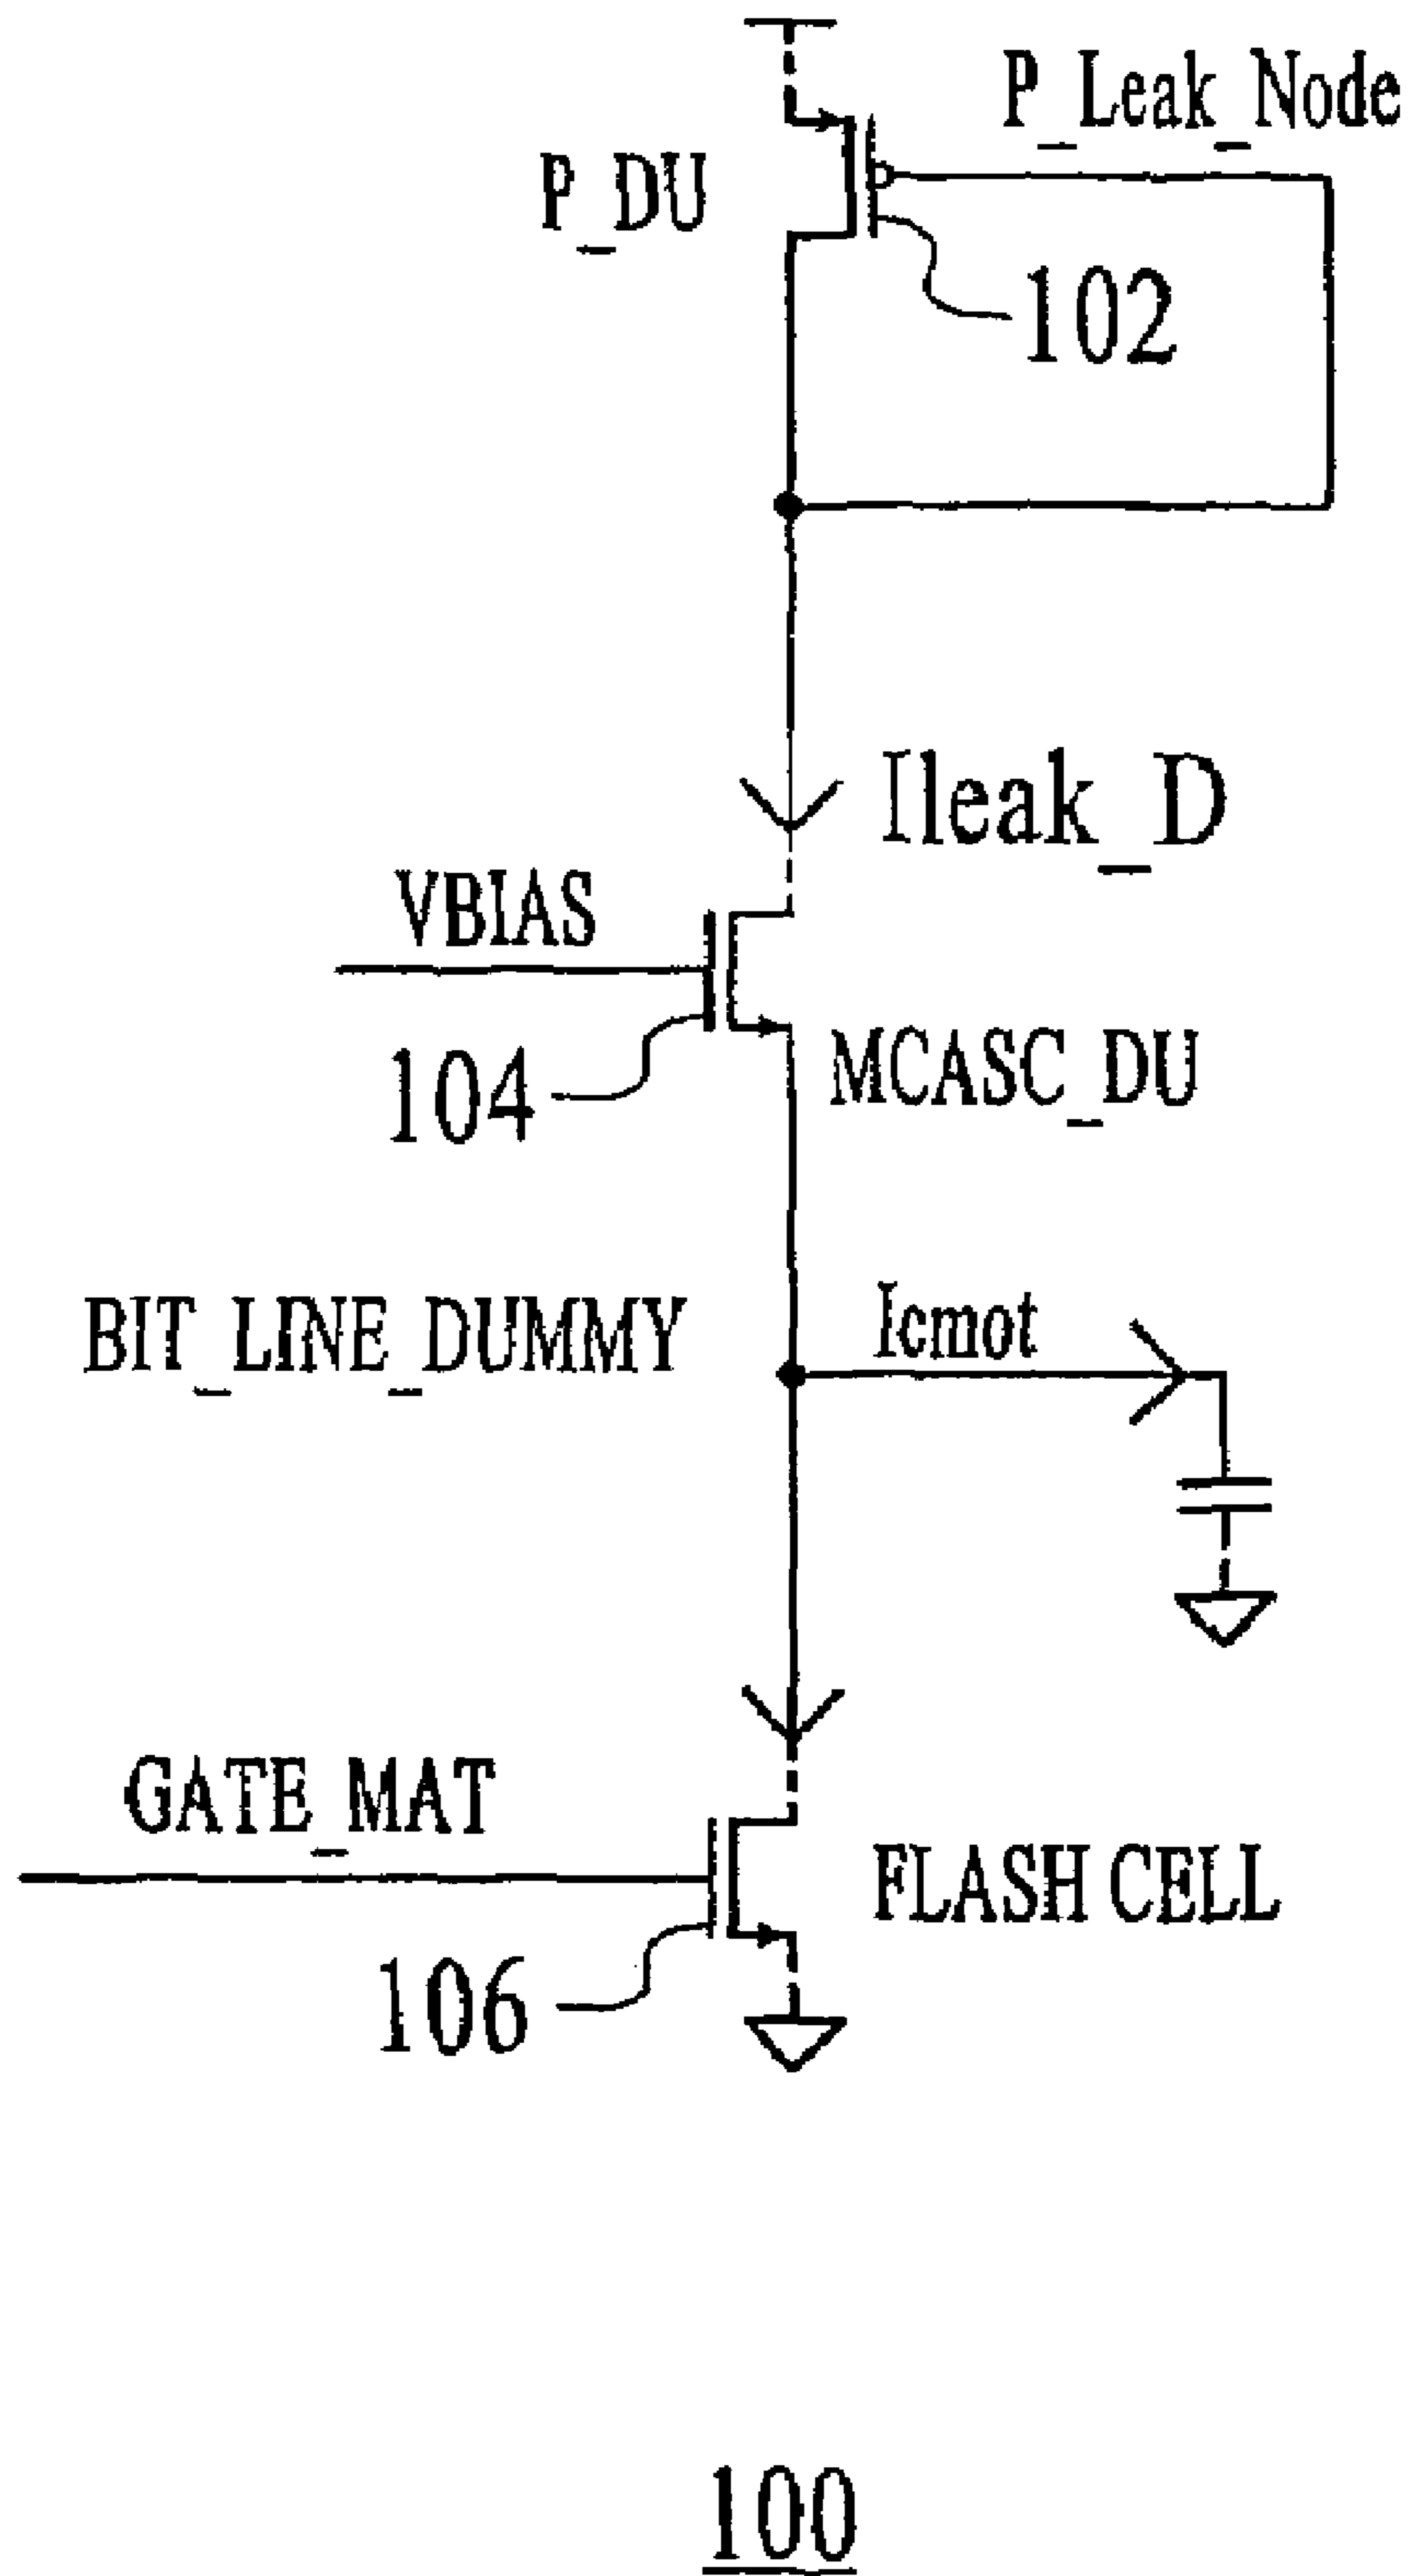 P_Leak_Node
P_DU
102
Ileak_D
VBIAS
104
MCASC_DU
BIT_LINE_DUMMY
Icmot
GATE_MAT
FLASH CELL
106
100